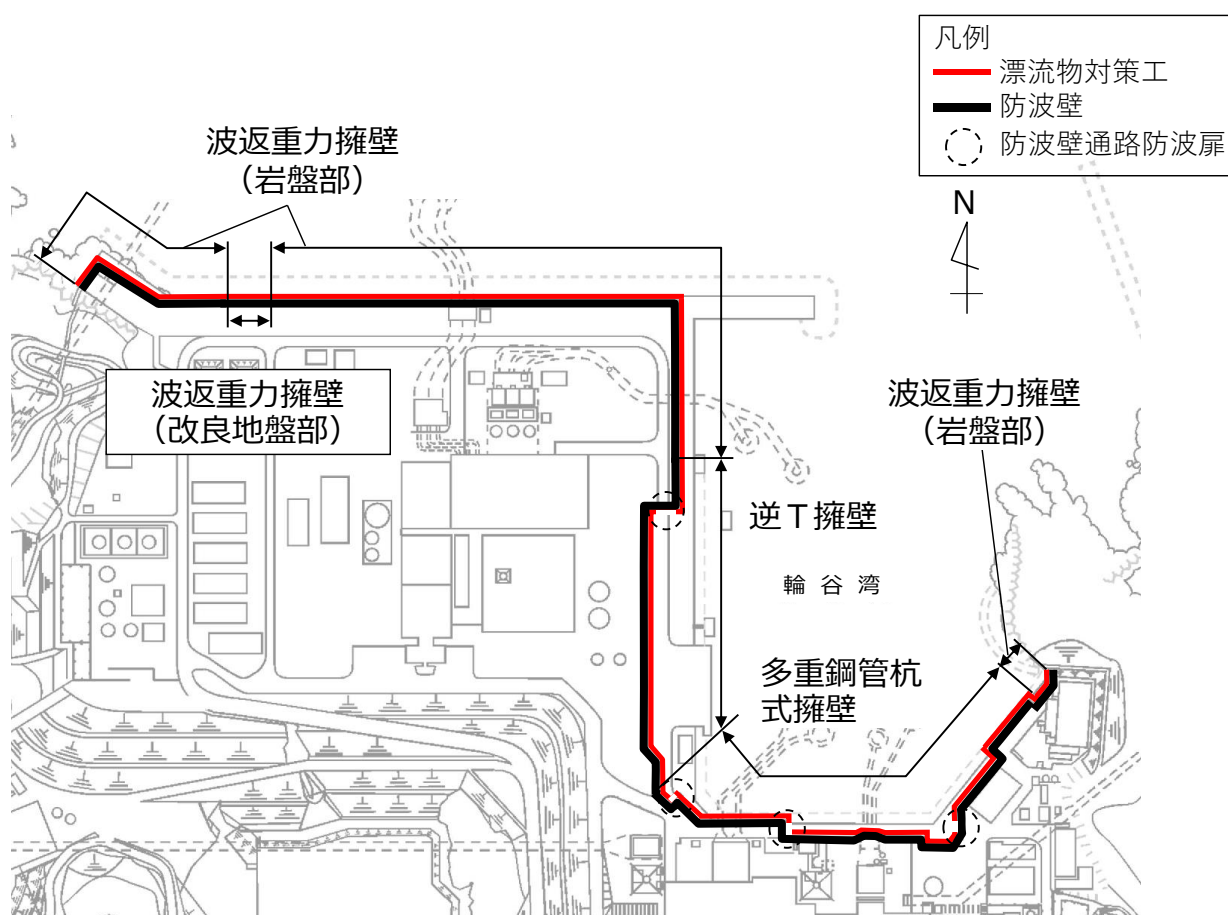 凡例
漂流物対策工
防波壁
防波壁通路防波扉
波返重力擁壁
（岩盤部）
N
波返重力擁壁
（改良地盤部）
波返重力擁壁
（岩盤部）
逆Ｔ擁壁
輪谷湾
多重鋼管杭
式擁壁